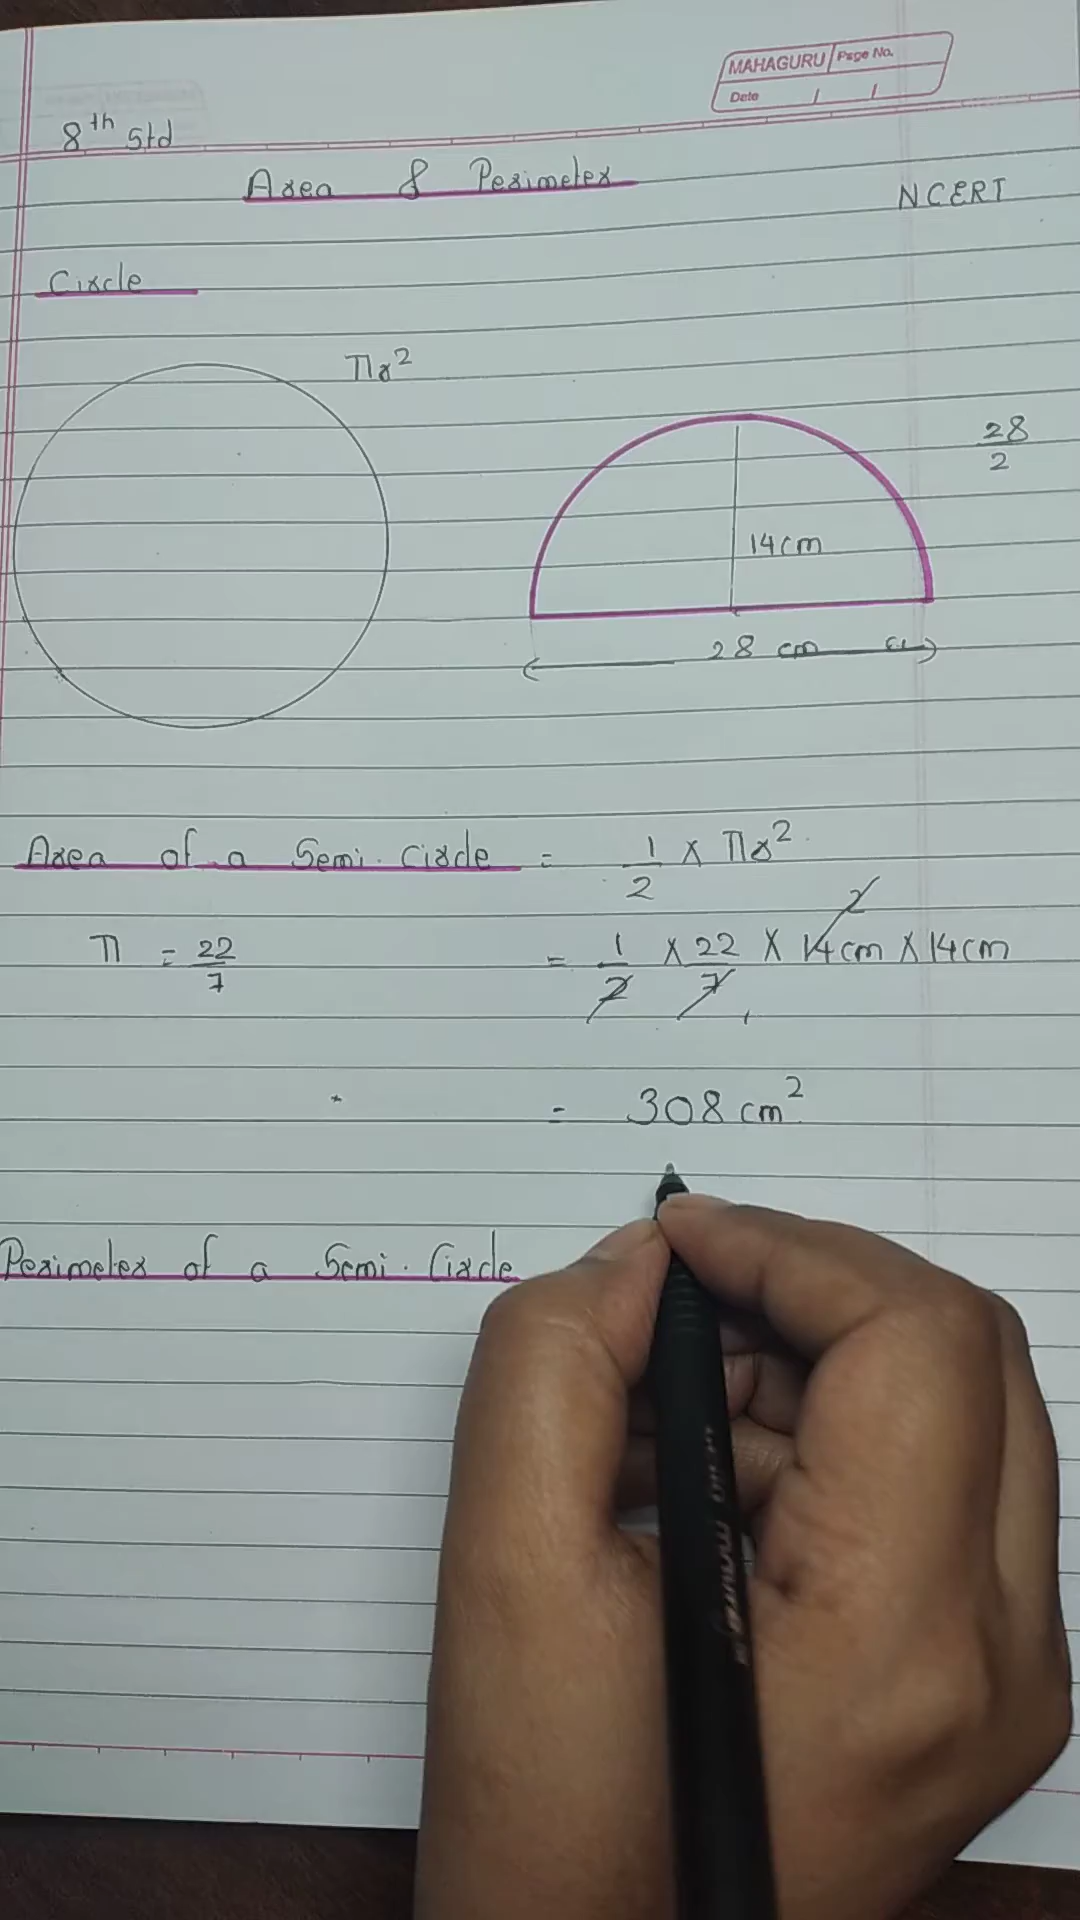 MAHAGURU Page No.
Date / /
8th Std
Area & Perimeter
NCERT
Circle
πr²
28/2
14cm
28 cm
Area of a Semi. Circle = 1/2 × πr²
2
π = 22/7 = 1/2 × 22/7 × 14cm × 14cm
1
= 308 cm²
Perimeter of a Semi. Circle